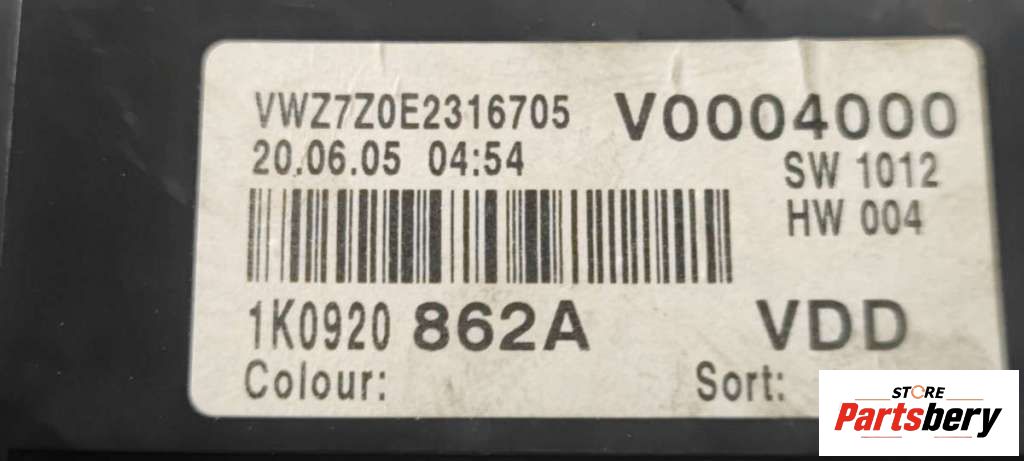 VWZ7Z0E2316705 V0004000
20.06.05 04:54 SW 1012
HW 004
1K0920 862A VDD
Colour: Sort:
STORE
Partsbery